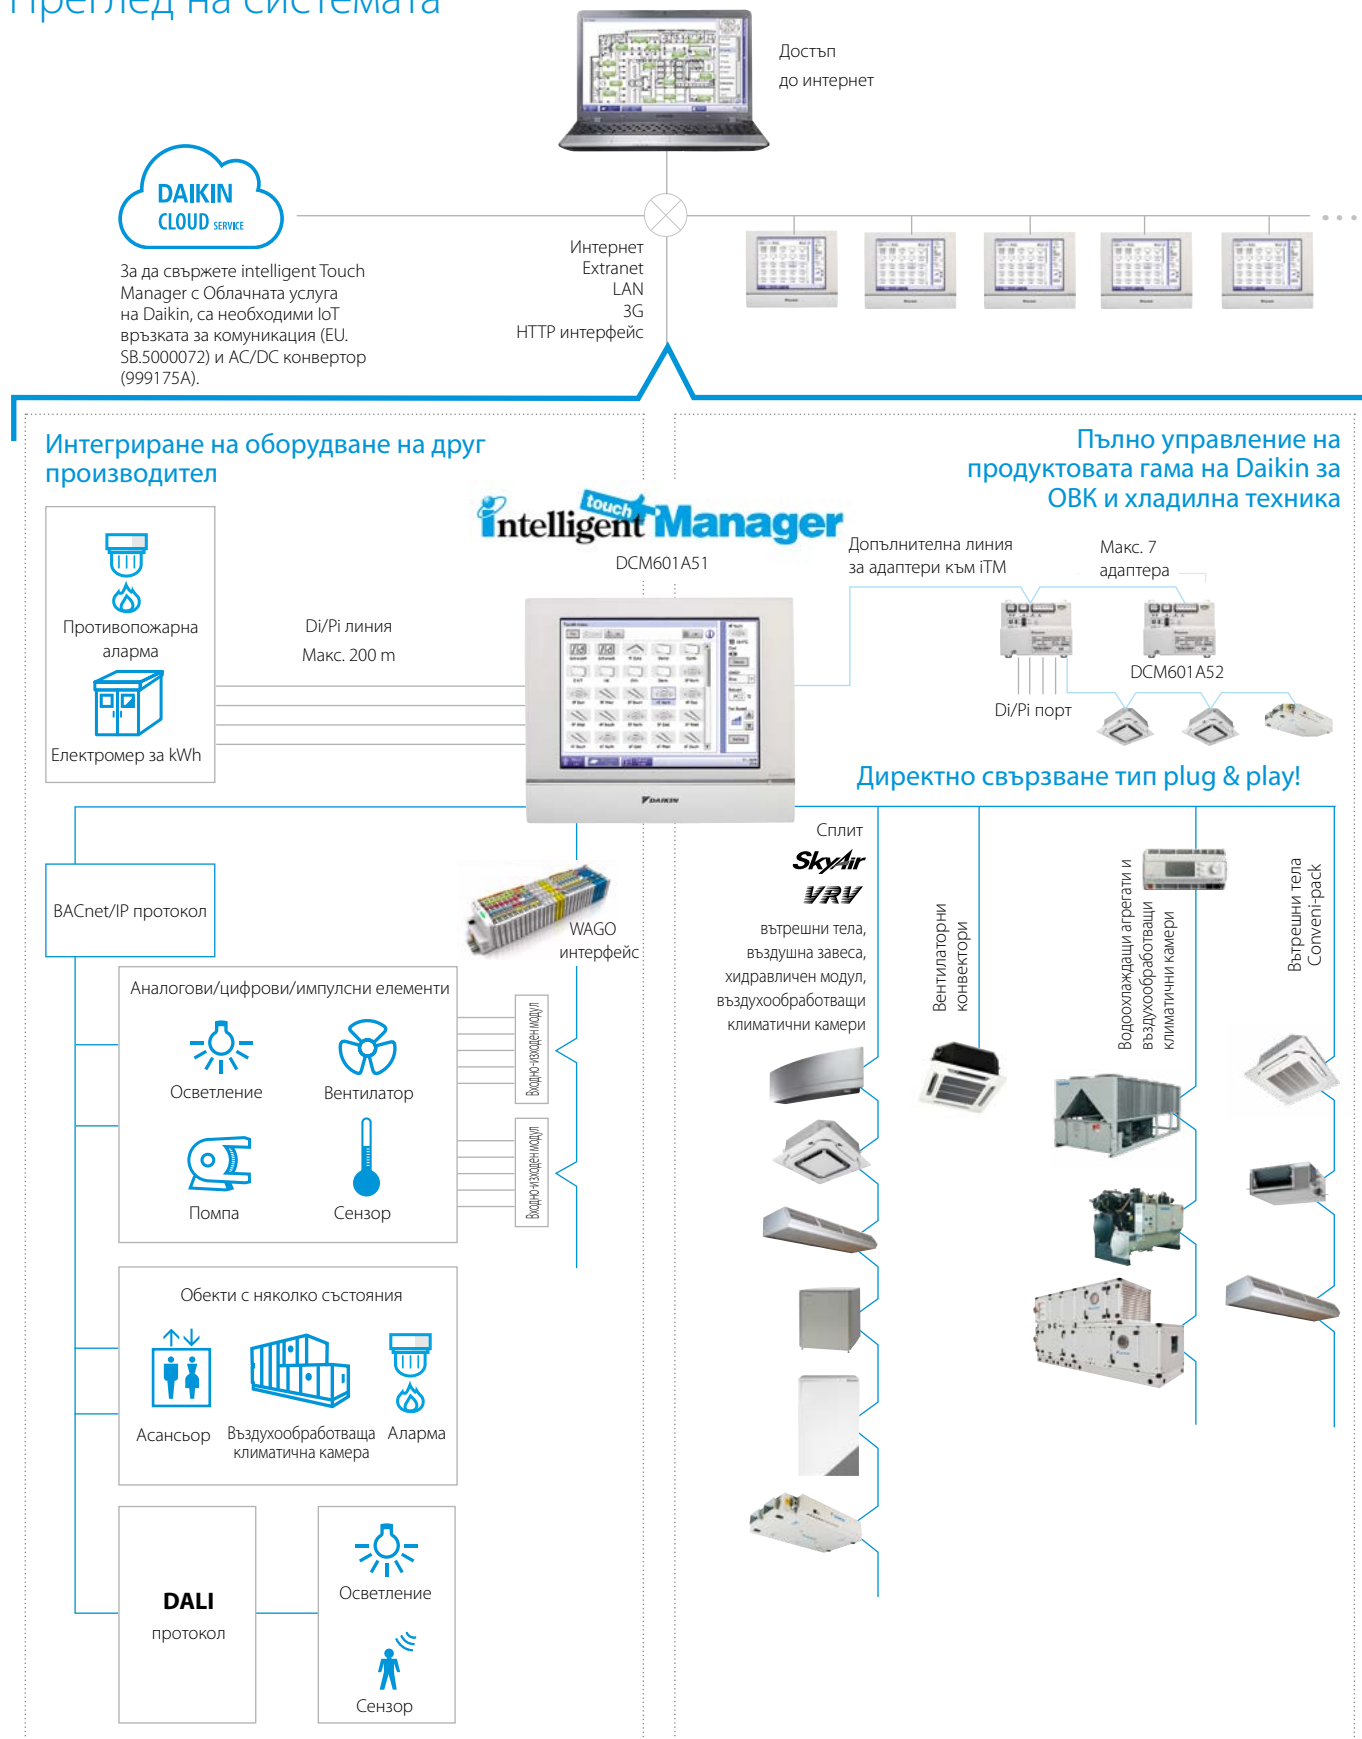 Преглед на системата
Достъп
до интернет
DAIKIN
CLOUD SERVICE
За да свържете intelligent Touch
Manager с Облачната услуга
на Daikin, са необходими IoT
връзката за комуникация (EU.
SB.5000072) и AC/DC конвертор
(999175A).
Интернет
Extranet
LAN
3G
HTTP интерфейс
Интегриране на оборудване на друг
производител
Пълно управление на
продуктовата гама на Daikin за
ОВК и хладилна техника
intelligent touch Manager
DCM601A51
Противопожарна
аларма
Електромер за kWh
Di/Pi линия
Макс. 200 m
Допълнителна линия
за адаптери към iTM
Макс. 7
адаптера
DCM601A52
Di/Pi порт
DAIKIN
Директно свързване тип plug & play!
BACnet/IP протокол
WAGO
интерфейс
Аналогови/цифрови/импулсни елементи
Осветление
Вентилатор
Помпа
Сензор
Входно-изходен модул
Входно-изходен модул
Обекти с няколко състояния
Асансьор
Въздухообработваща
климатична камера
Аларма
DALI
протокол
Осветление
Сензор
Сплит
SkyAir
VRV
вътрешни тела,
въздушна завеса,
хидравличен модул,
въздухообработващи
климатични камери
Вентилаторни
конвектори
Водоохлаждащи агрегати и
въздухообработващи
климатични камери
Вътрешни тела
Conveni-pack